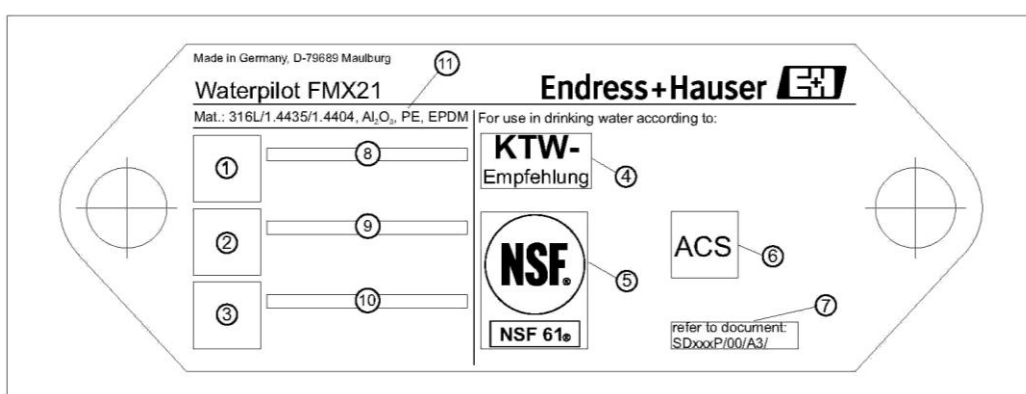 Made in Germany, D-79689 Maulburg
11
Waterpilot FMX21
Endress+Hauser
E+H
Mat.: 316L/1.4435/1.4404, Al₂O₃, PE, EPDM
For use in drinking water according to:
1
8
KTW-
Empfehlung
4
2
9
NSF®
5
ACS
6
3
10
NSF 61®
7
refer to document:
SDxxxP/00/A3/